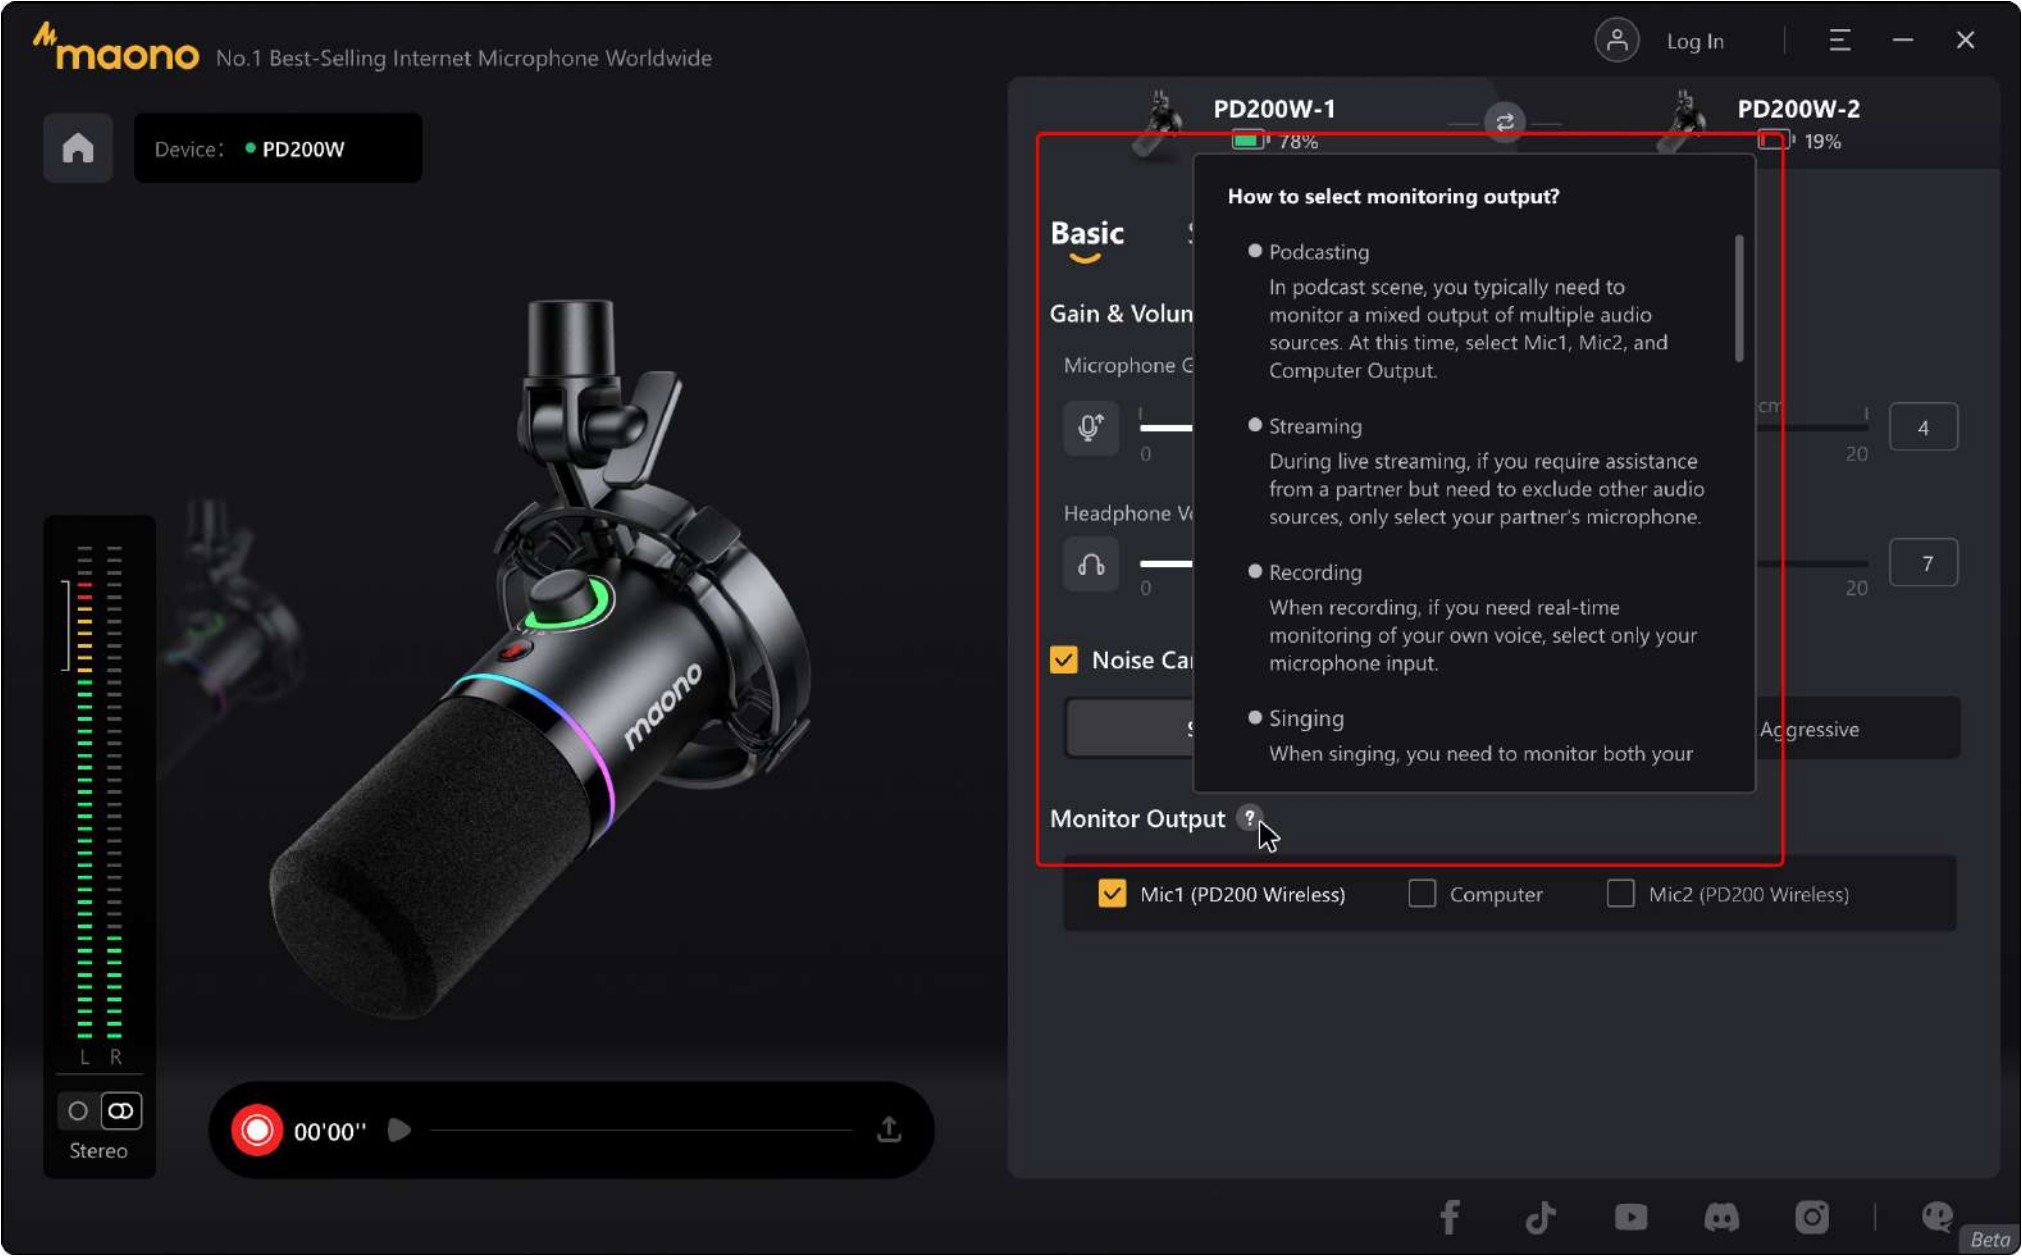 maono No.1 Best-Selling Internet Microphone Worldwide
Log In
Device: PD200W
PD200W-1
78%
PD200W-2
19%
How to select monitoring output?
Basic
Podcasting
In podcast scene, you typically need to
monitor a mixed output of multiple audio
sources. At this time, select Mic1, Mic2, and
Computer Output.
Gain & Volum
Microphone G
Streaming
During live streaming, if you require assistance
from a partner but need to exclude other audio
sources, only select your partner's microphone.
cm
0
20
4
Headphone Vo
0
20
7
Recording
When recording, if you need real-time
monitoring of your own voice, select only your
microphone input.
Noise Can
Singing
When singing, you need to monitor both your
Aggressive
Monitor Output ?
Mic1 (PD200 Wireless)
Computer
Mic2 (PD200 Wireless)
maono
L R
Stereo
00'00''
Beta